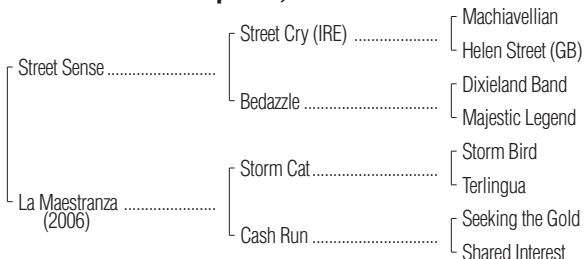 Machiavellian
Street Cry (IRE) ..................
Helen Street (GB)
Street Sense .......................
Dixieland Band
Bedazzle .............................
Majestic Legend
Storm Bird
Storm Cat...........................
Terlingua
La Maestranza ...................
(2006)
Seeking the Gold
Cash Run ...........................
Shared Interest